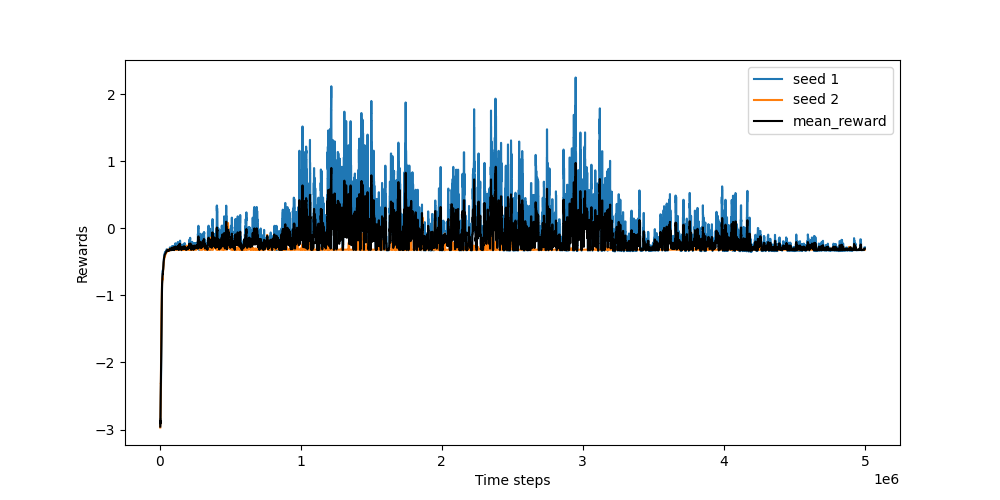 seed 1
seed 2
mean_reward
2
1
0
−1
−2
−3
Rewards
0
1
2
3
4
5
1e6
Time steps